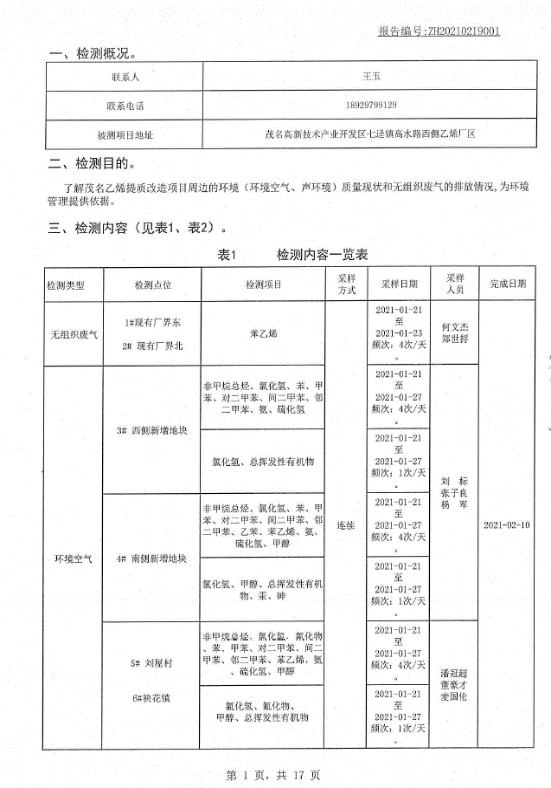 报告编号:ZH20210219001
一、检测概况。
联系人 王玉
联系电话 18929799129
被测项目地址 茂名高新技术产业开发区七迳镇高水路西侧乙烯厂区
二、检测目的。
了解茂名乙烯提质改造项目周边的环境（环境空气、声环境）质量现状和无组织废气的排放情况,为环境
管理提供依据。
三、检测内容（见表1、表2）。
表1 检测内容一览表
检测类型 检测点位 检测项目 采样
方式 采样日期 采样
人员 完成日期
无组织废气
1#现有厂界东
2# 现有厂界北
苯乙烯
2021-01-21
至
2021-01-23
频次：4次/天
。
何文杰
郑世捋
环境空气
3# 西侧新增地块
非甲烷总烃、氯化氢、苯、甲
苯、对二甲苯、间二甲苯、邻
二甲苯、氨、硫化氢
2021-01-21
至
2021-01-27
频次：4次/天
。
氯化氢、总挥发性有机物
2021-01-21
至
2021-01-27
频次：1次/天
。
4# 南侧新增地块
非甲烷总烃、氯化氢、苯、甲
苯、对二甲苯、间二甲苯、邻
二甲苯、乙苯、苯乙烯、氨、
硫化氢、甲醇
2021-01-21
至
2021-01-27
频次：4次/天
。
氯化氢、甲醇、总挥发性有机
物、汞、砷
2021-01-21
至
2021-01-27
频次：1次/天
。
连续
刘 标
张子良
杨 军
2021-02-10
5# 刘屋村
6#袂花镇
非甲烷总烃、氯化氢、氟化物
、苯、甲苯、对二甲苯、间二
甲苯、邻二甲苯、苯乙烯、氨
、硫化氢、甲醇
2021-01-21
至
2021-01-27
频次：4次/天
。
氯化氢、氟化物、
甲醇、总挥发性有机物
2021-01-21
至
2021-01-27
频次：1次/天
。
潘冠超
董豪才
麦国伦
第 1 页，共 17 页